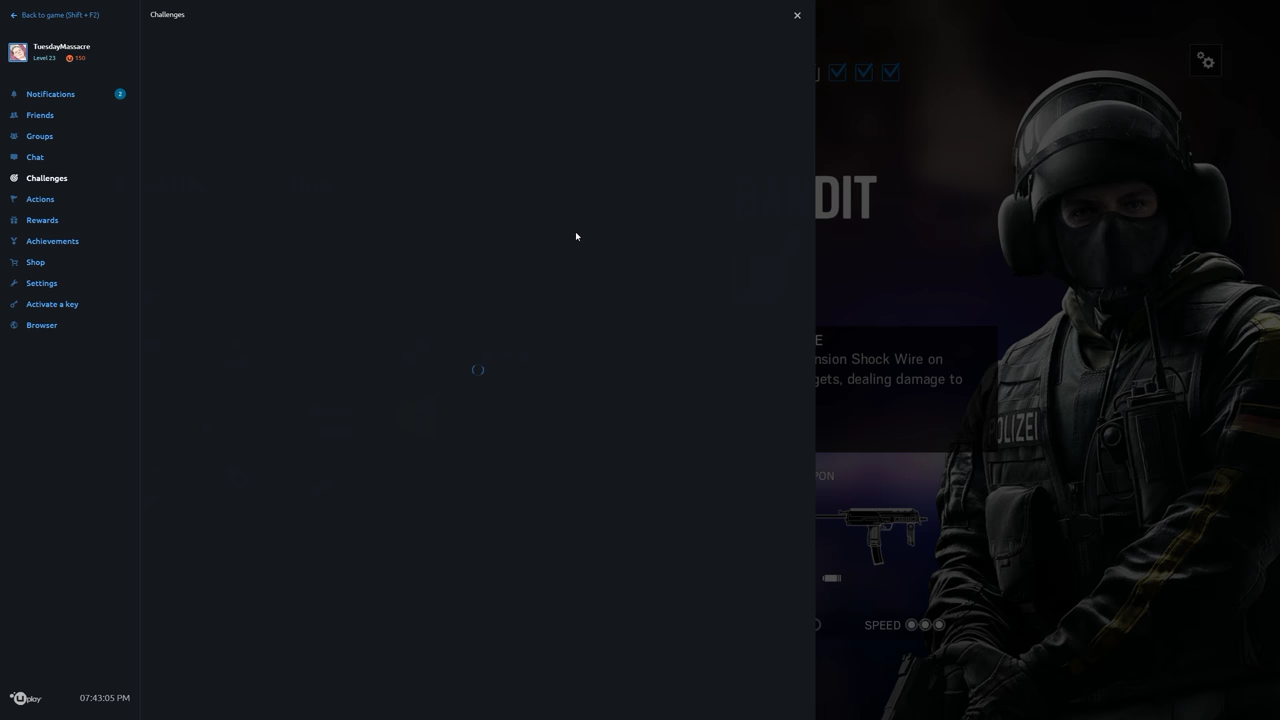 Back to game (Shift + F2)
Challenges
TuesdayMassacre
Level 23
150
Notifications
2
Friends
Groups
Chat
Challenges
Actions
Rewards
Achievements
Shop
Settings
Activate a key
Browser
uplay
07:43:05 PM
DIT
E
nsion Shock Wire on
gets, dealing damage to
PON
SPEED
POLIZEI